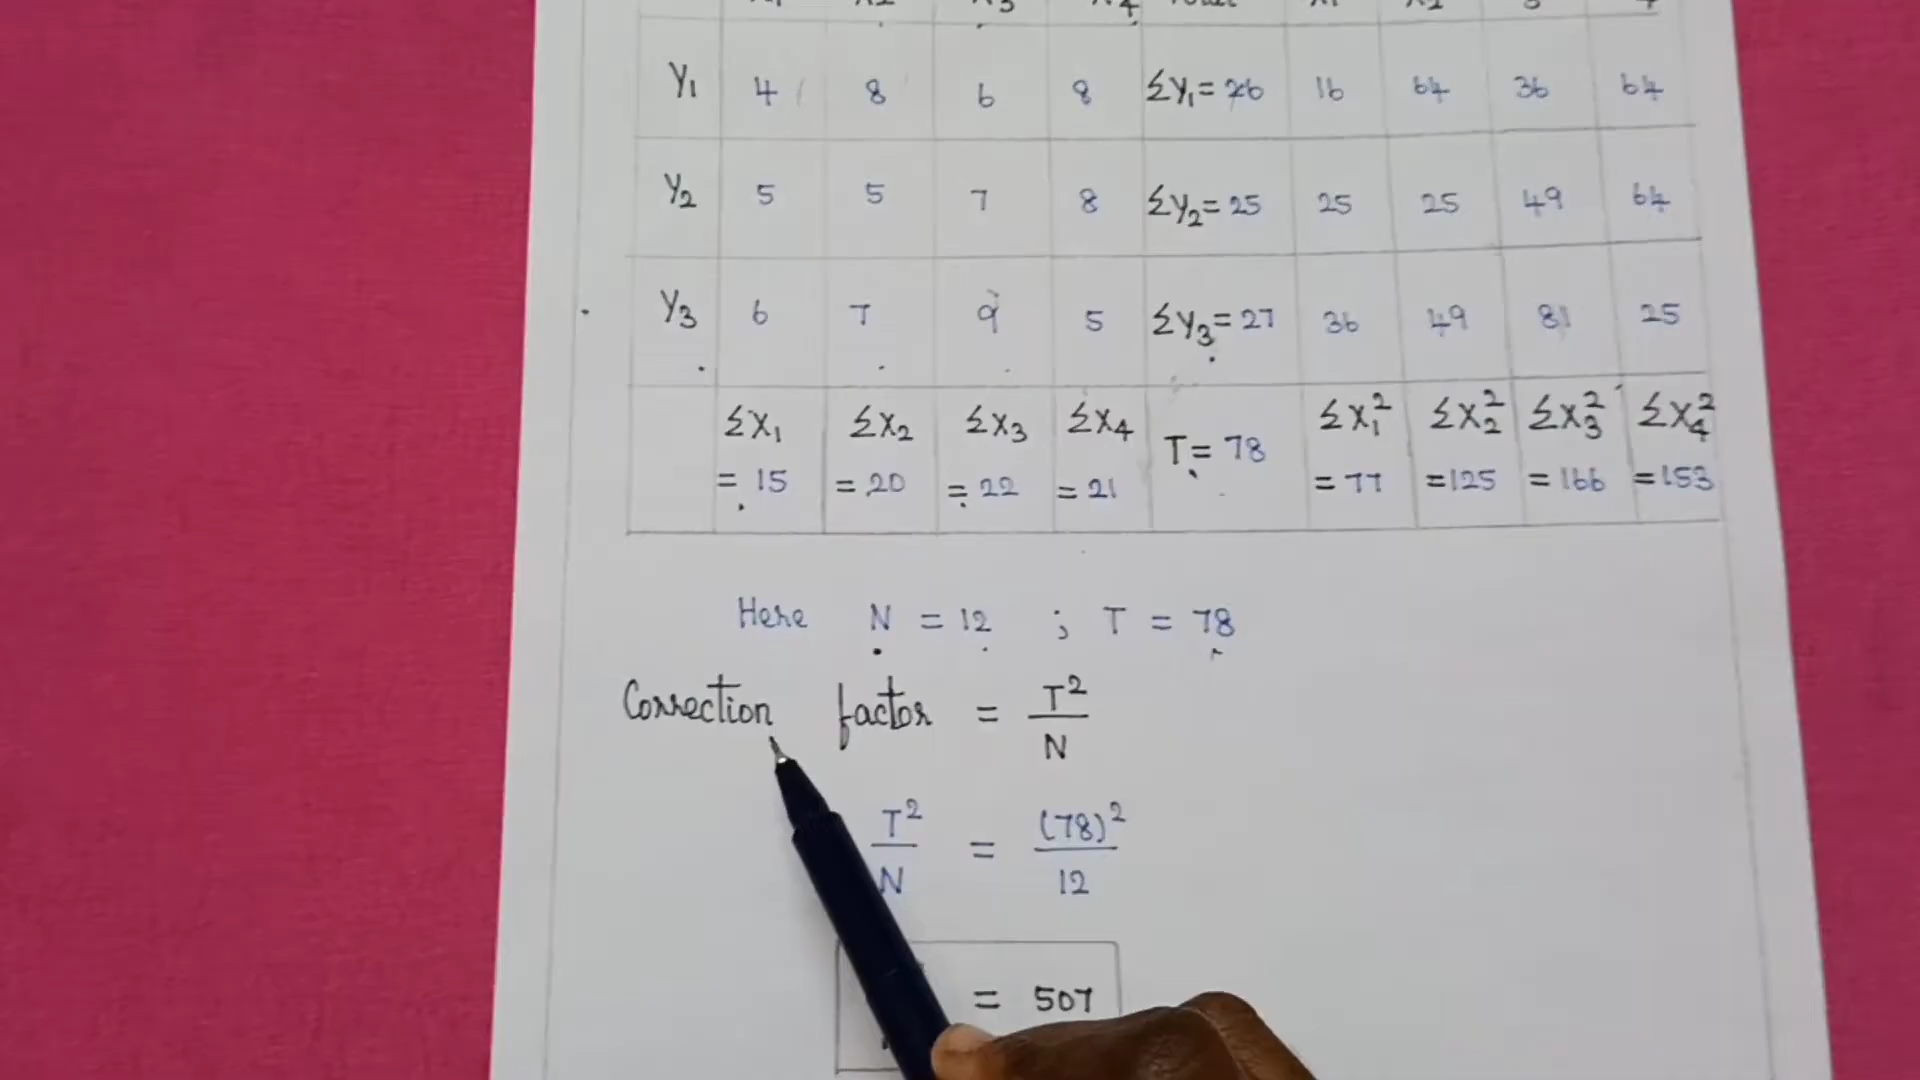 Y1 4 8 6 8 ΣY1 = 26 16 64 36 64
Y2 5 5 7 8 ΣY2 = 25 25 25 49 64
Y3 6 7 9 5 ΣY3 = 27 36 49 81 25
ΣX1 = 15 ΣX2 = 20 ΣX3 = 22 ΣX4 = 21 T = 78 ΣX1² = 77 ΣX2² = 125 ΣX3² = 166 ΣX4² = 153
Here N = 12 ; T = 78
Correction factor = T²/N
T²/N = (78)²/12
= 507